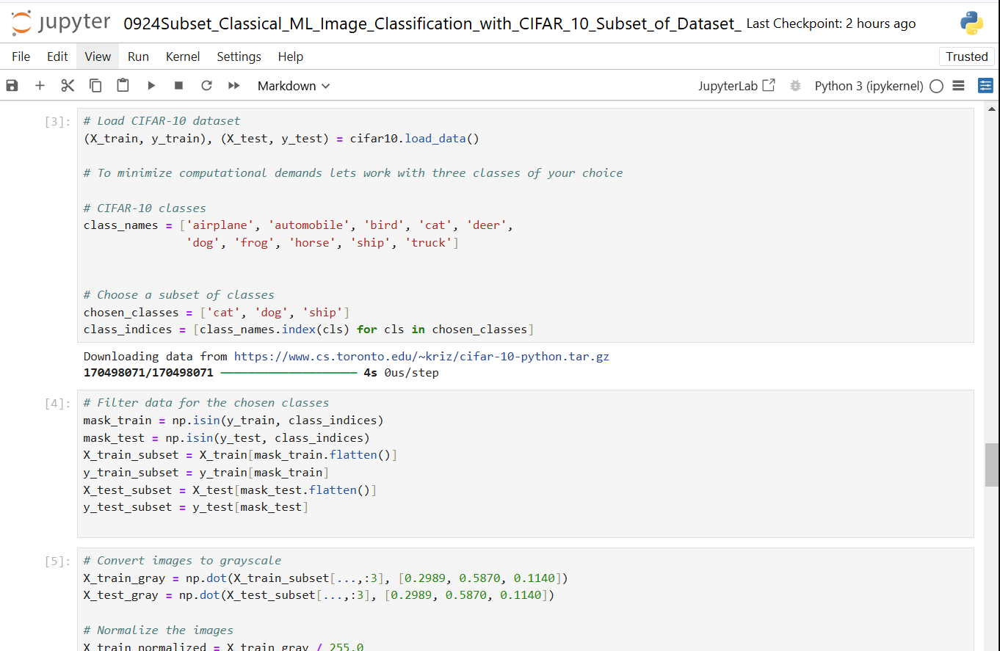 jupyter 0924Subset_Classical_ML_Image_Classification_with_CIFAR_10_Subset_of_Dataset_ Last Checkpoint: 2 hours ago
File Edit View Run Kernel Settings Help Trusted
Markdown JupyterLab Python 3 (ipykernel)
[3]: # Load CIFAR-10 dataset
(X_train, y_train), (X_test, y_test) = cifar10.load_data()
# To minimize computational demands lets work with three classes of your choice
# CIFAR-10 classes
class_names = ['airplane', 'automobile', 'bird', 'cat', 'deer',
'dog', 'frog', 'horse', 'ship', 'truck']
# Choose a subset of classes
chosen_classes = ['cat', 'dog', 'ship']
class_indices = [class_names.index(cls) for cls in chosen_classes]
Downloading data from https://www.cs.toronto.edu/~kriz/cifar-10-python.tar.gz
170498071/170498071 ━━━━━━━━━━━━━━━━━━━━ 4s 0us/step
[4]: # Filter data for the chosen classes
mask_train = np.isin(y_train, class_indices)
mask_test = np.isin(y_test, class_indices)
X_train_subset = X_train[mask_train.flatten()]
y_train_subset = y_train[mask_train]
X_test_subset = X_test[mask_test.flatten()]
y_test_subset = y_test[mask_test]
[5]: # Convert images to grayscale
X_train_gray = np.dot(X_train_subset[...,:3], [0.2989, 0.5870, 0.1140])
X_test_gray = np.dot(X_test_subset[...,:3], [0.2989, 0.5870, 0.1140])
# Normalize the images
X_train_normalized = X_train_gray / 255.0